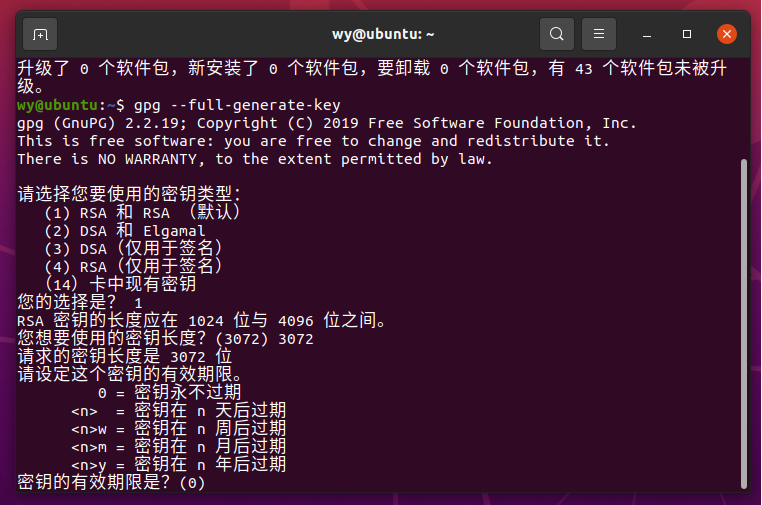 wy@ubuntu: ~
升级了 0 个软件包，新安装了 0 个软件包，要卸载 0 个软件包，有 43 个软件包未被升
级。
wy@ubuntu:~$ gpg --full-generate-key
gpg (GnuPG) 2.2.19; Copyright (C) 2019 Free Software Foundation, Inc.
This is free software: you are free to change and redistribute it.
There is NO WARRANTY, to the extent permitted by law.

请选择您要使用的密钥类型：
   (1) RSA 和 RSA （默认）
   (2) DSA 和 Elgamal
   (3) DSA（仅用于签名）
   (4) RSA（仅用于签名）
  （14）卡中现有密钥
您的选择是？ 1
RSA 密钥的长度应在 1024 位与 4096 位之间。
您想要使用的密钥长度？(3072) 3072
请求的密钥长度是 3072 位
请设定这个密钥的有效期限。
         0 = 密钥永不过期
      <n>  = 密钥在 n 天后过期
      <n>w = 密钥在 n 周后过期
      <n>m = 密钥在 n 月后过期
      <n>y = 密钥在 n 年后过期
密钥的有效期限是？(0)